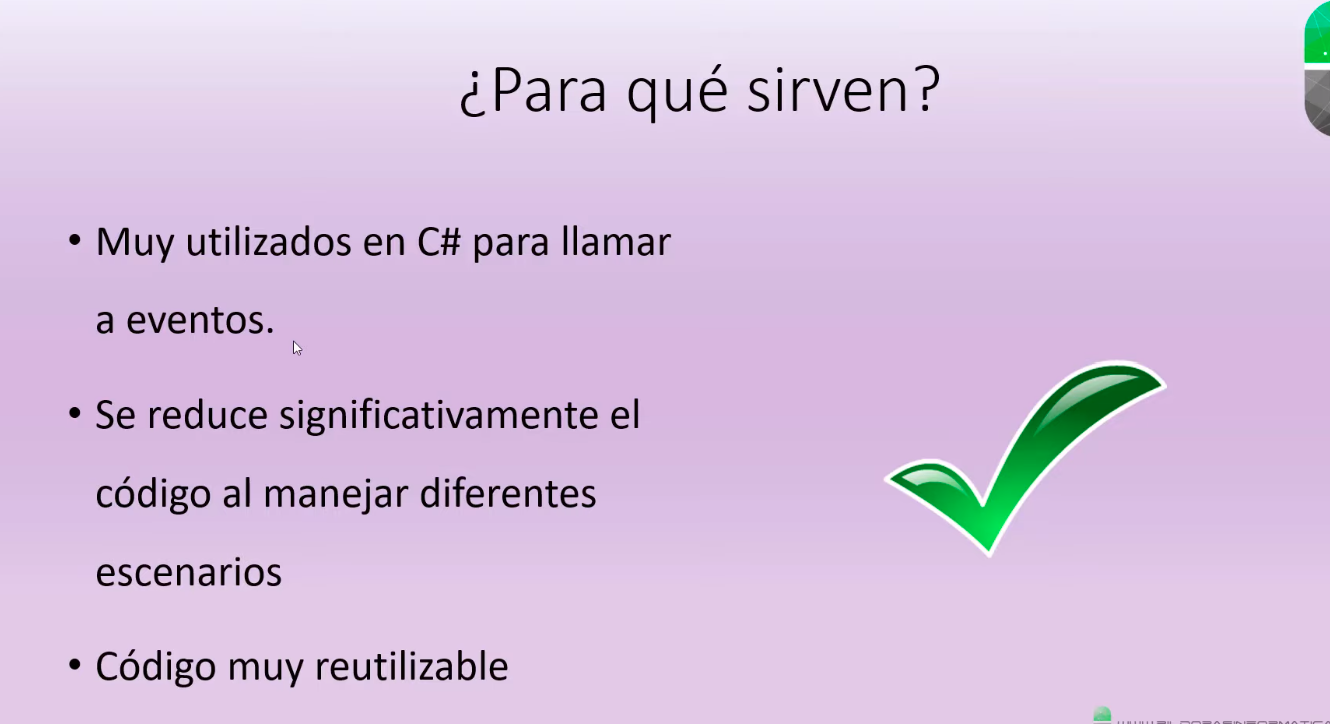 ¿Para qué sirven?
• Muy utilizados en C# para llamar
a eventos.
• Se reduce significativamente el
código al manejar diferentes
escenarios
• Código muy reutilizable